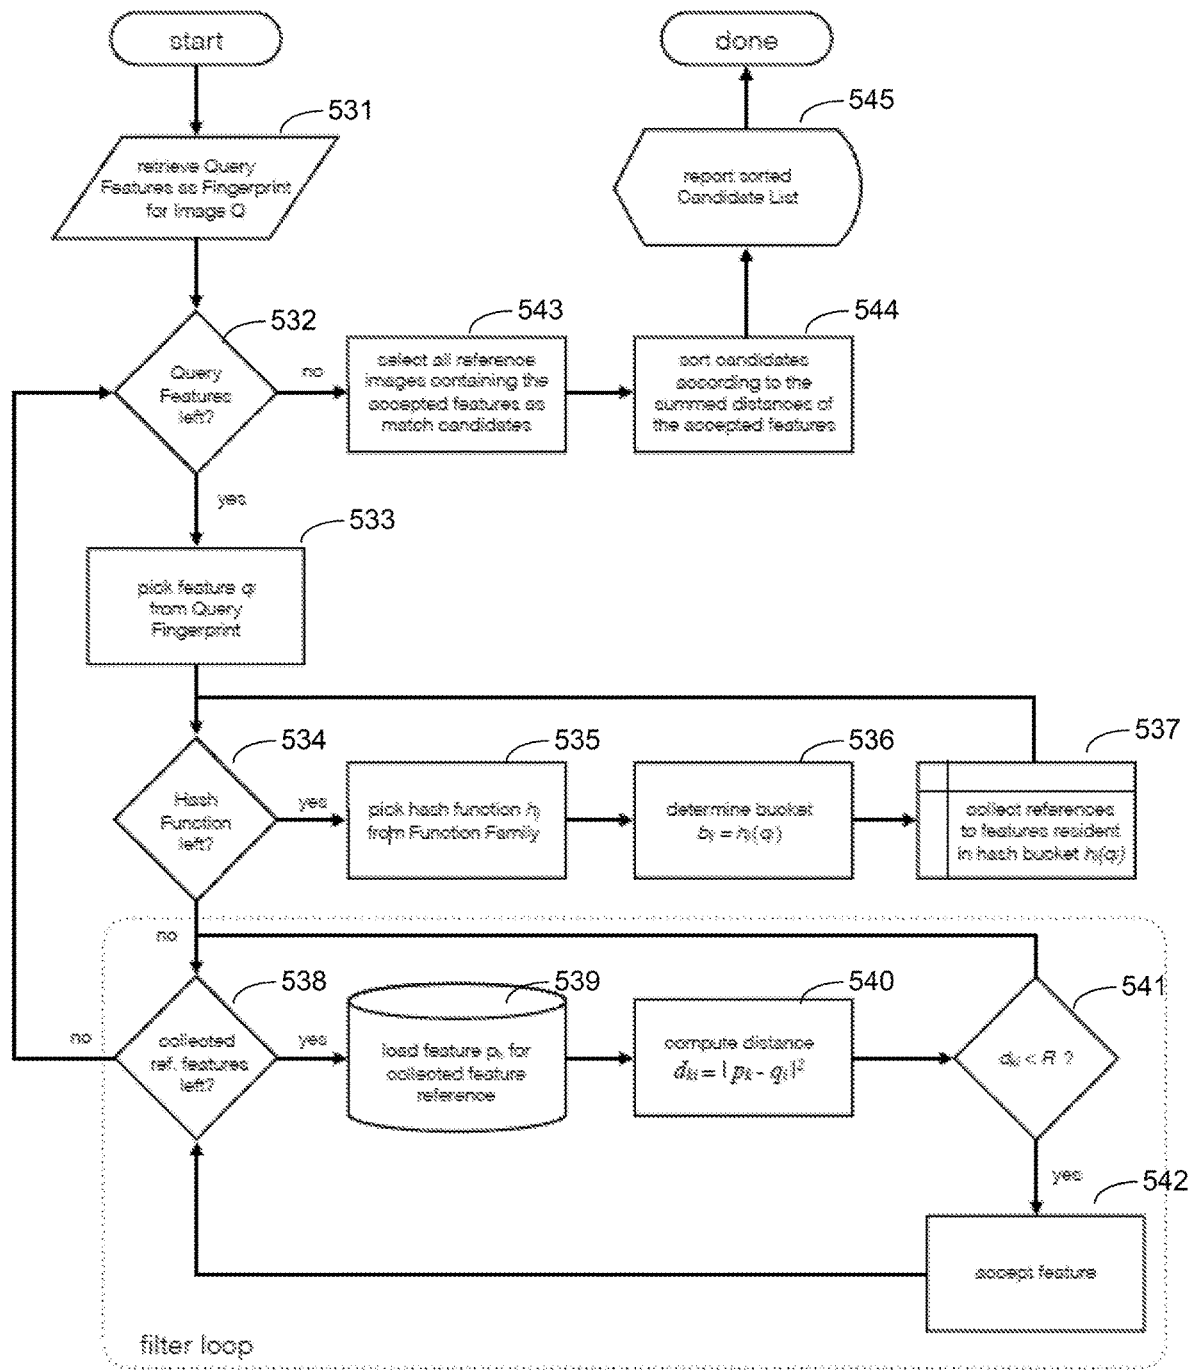 start
done
531
545
retrieve Query
Features as Fingerprint
for Image Q
report sorted
Candidate List
532
543
544
Query
Features
left?
no
select all reference
images containing the
accepted features as
match candidates
sort candidates
according to the
summed distances of
the accepted features
yes
533
pick feature qi
from Query
Fingerprint
534
535
536
537
Hash
Function
left?
yes
pick hash function hj
from Function Family
determine bucket
bij = hj(qi)
collect references
to features resident
in hash bucket hj(qi)
no
538
539
540
541
no
collected
ref. features
left?
yes
load feature pk for
collected feature
reference
compute distance
dki = | pk - qi |²
dki < R ?
yes
542
accept feature
filter loop